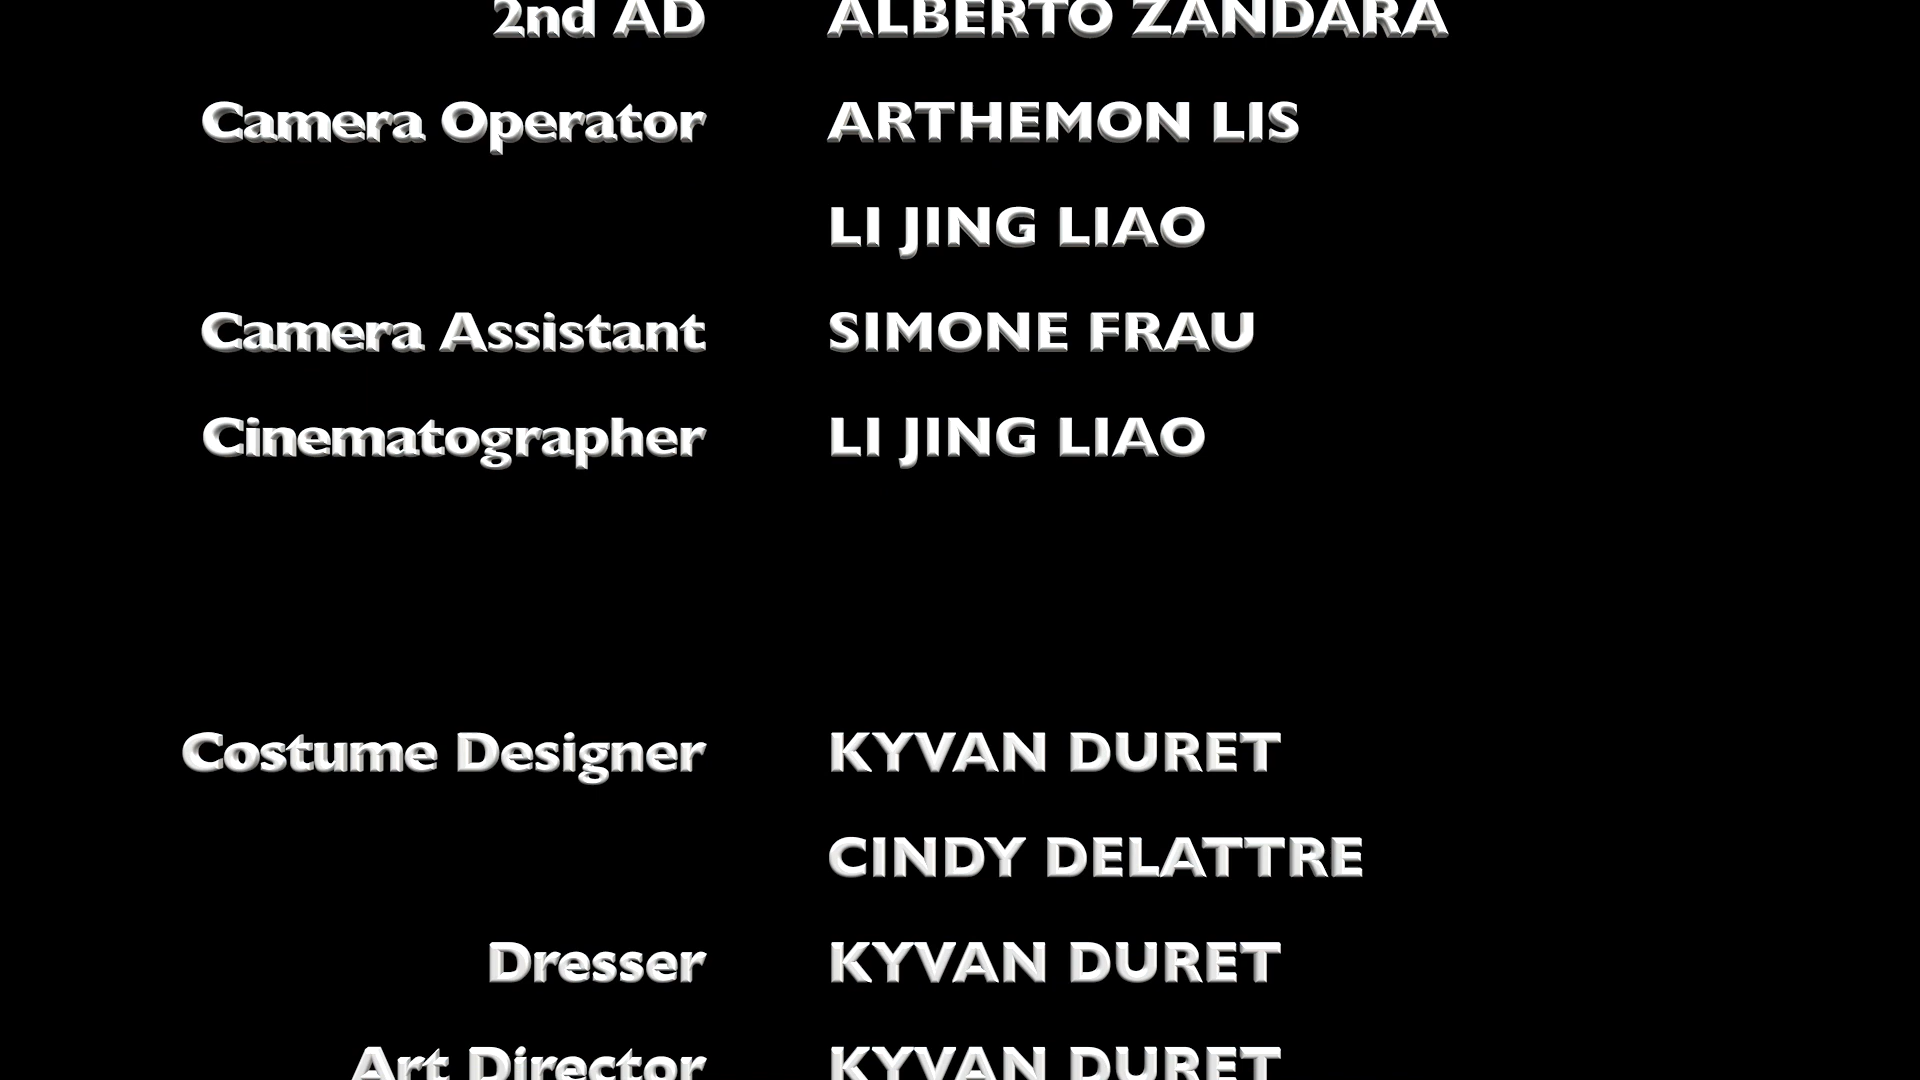 2nd AD ALBERTO ZANDARA
Camera Operator ARTHEMON LIS
LI JING LIAO
Camera Assistant SIMONE FRAU
Cinematographer LI JING LIAO
Costume Designer KYVAN DURET
CINDY DELATTRE
Dresser KYVAN DURET
Art Director KYVAN DURET